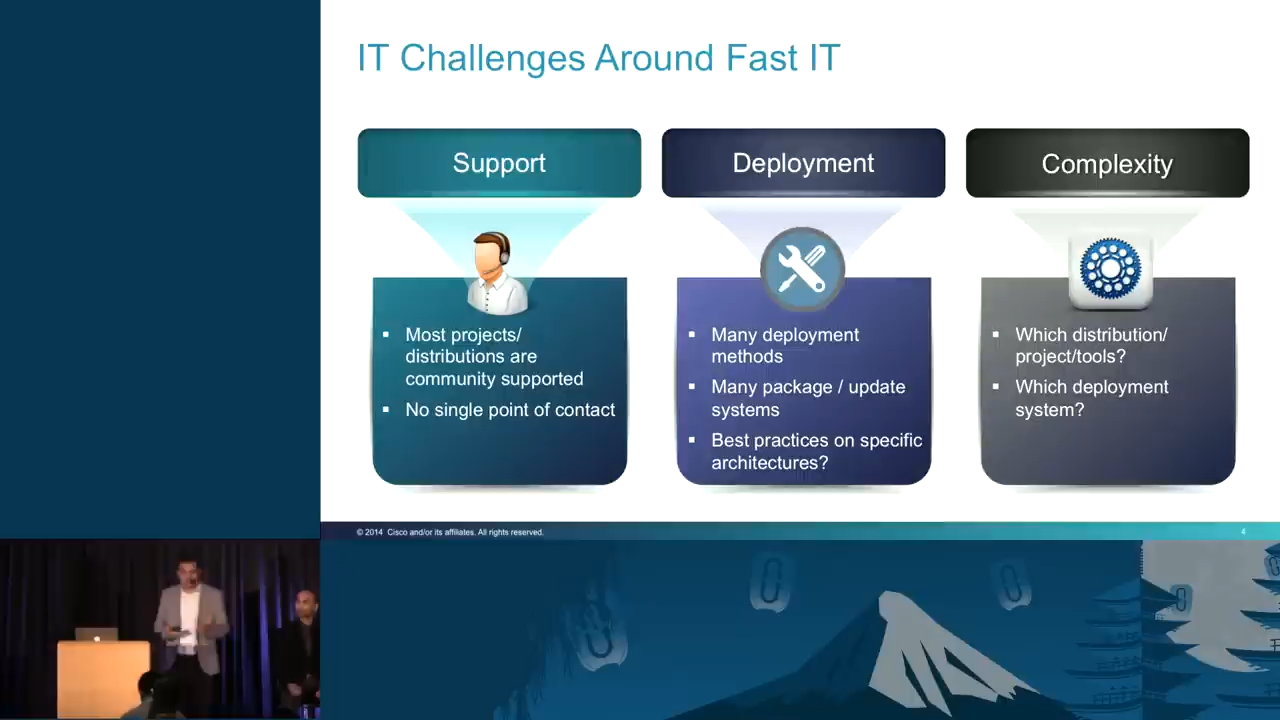 IT Challenges Around Fast IT
Support
Most projects/
distributions are
community supported
No single point of contact
Deployment
Many deployment
methods
Many package / update
systems
Best practices on specific
architectures?
Complexity
Which distribution/
project/tools?
Which deployment
system?
© 2014 Cisco and/or its affiliates. All rights reserved.
4